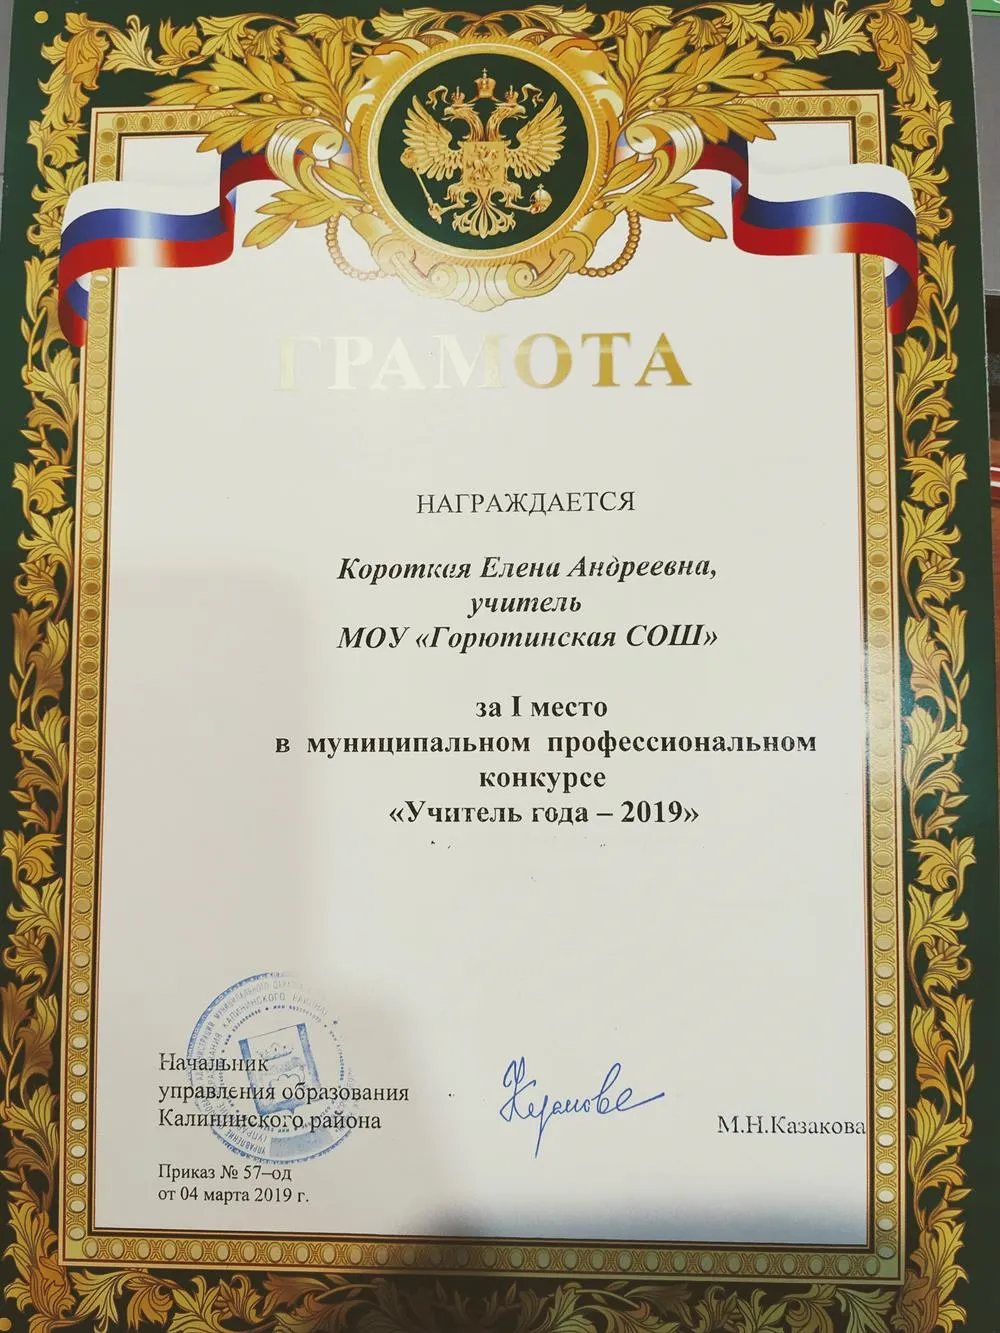 ГРАМОТА
НАГРАЖДАЕТСЯ
Короткая Елена Андреевна,
учитель
МОУ «Горютинская СОШ»
за I место
в муниципальном профессиональном
конкурсе
«Учитель года – 2019»
Начальник
управления образования
Калининского района
М.Н.Казакова
Приказ № 57–од
от 04 марта 2019 г.